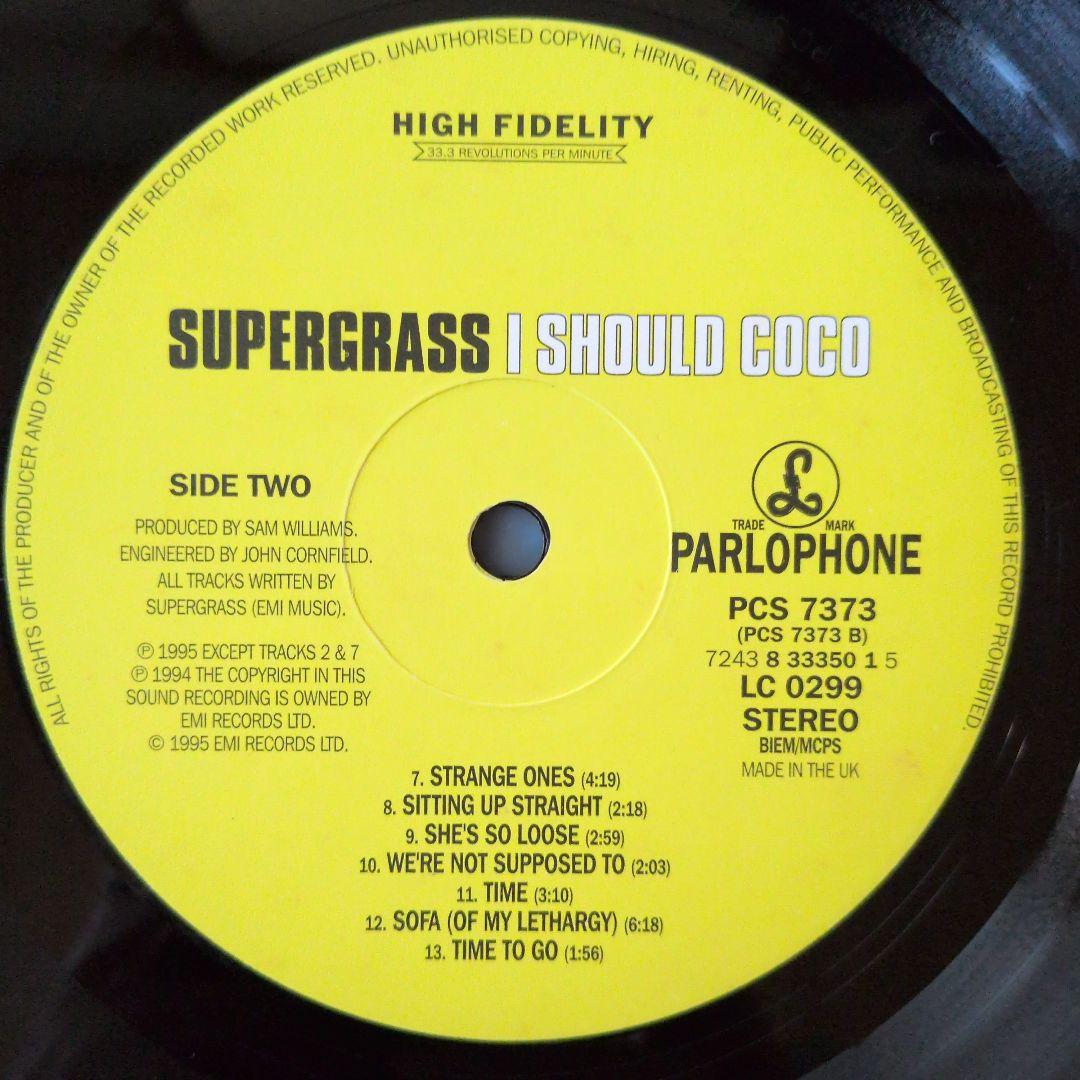 ALL RIGHTS OF THE PRODUCER AND OF THE OWNER OF THE RECORDED WORK RESERVED. UNAUTHORISED COPYING, HIRING, RENTING, PUBLIC PERFORMANCE AND BROADCASTING OF THIS RECORD PROHIBITED.
HIGH FIDELITY
33.3 REVOLUTIONS PER MINUTE
SUPERGRASS I SHOULD COCO
SIDE TWO
PRODUCED BY SAM WILLIAMS.
ENGINEERED BY JOHN CORNFIELD.
ALL TRACKS WRITTEN BY
SUPERGRASS (EMI MUSIC).
℗ 1995 EXCEPT TRACKS 2 & 7
℗ 1994 THE COPYRIGHT IN THIS
SOUND RECORDING IS OWNED BY
EMI RECORDS LTD.
© 1995 EMI RECORDS LTD.
£
TRADE MARK
PARLOPHONE
PCS 7373
(PCS 7373 B)
7243 8 33350 1 5
LC 0299
STEREO
BIEM/MCPS
MADE IN THE UK
7. STRANGE ONES (4:19)
8. SITTING UP STRAIGHT (2:18)
9. SHE'S SO LOOSE (2:59)
10. WE'RE NOT SUPPOSED TO (2:03)
11. TIME (3:10)
12. SOFA (OF MY LETHARGY) (6:18)
13. TIME TO GO (1:56)